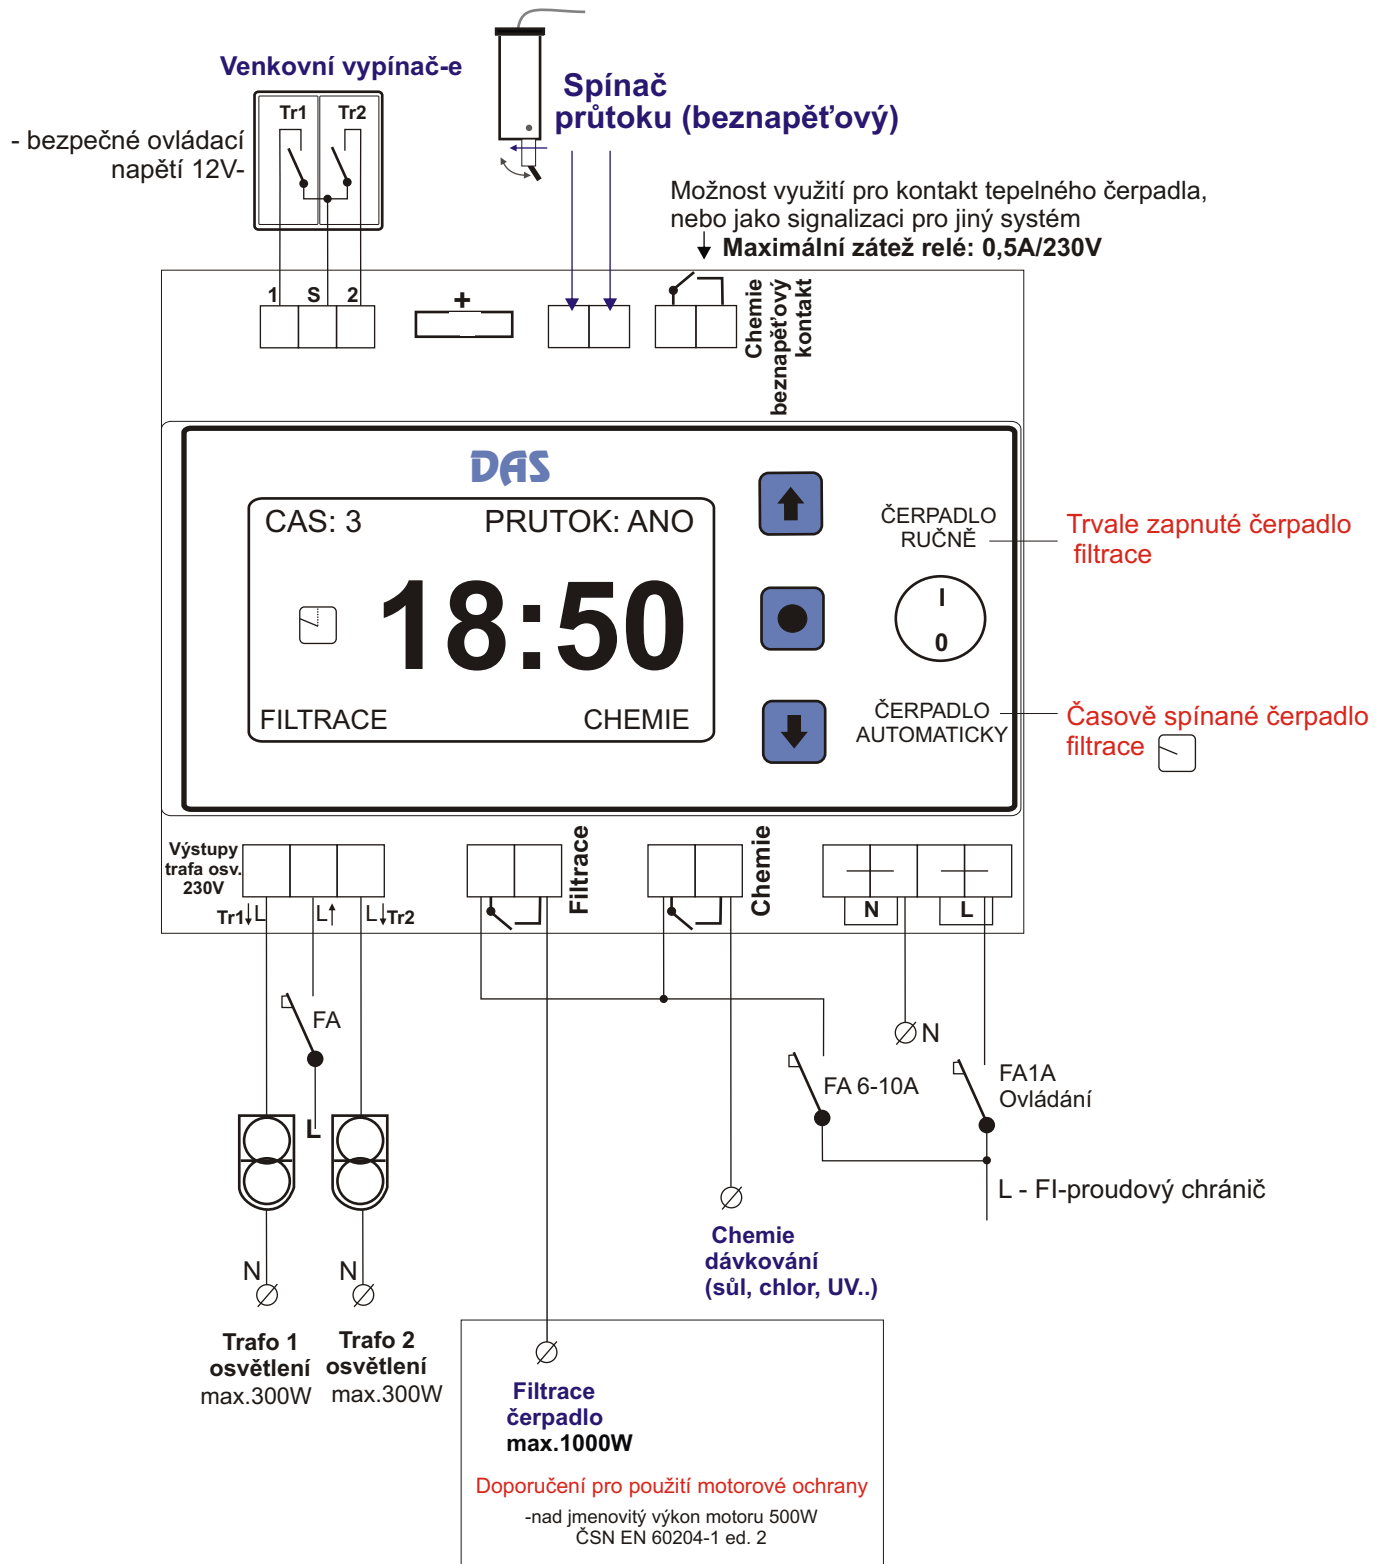 Venkovní vypínač-e
Tr1 Tr2
- bezpečné ovládací
napětí 12V-
Spínač
průtoku (beznapěťový)
Možnost využití pro kontakt tepelného čerpadla,
nebo jako signalizaci pro jiný systém
Maximální zátež relé: 0,5A/230V
1 S 2
+
Chemie
beznapěťový
kontakt
DAS
CAS: 3 PRUTOK: ANO
18:50
FILTRACE CHEMIE
ČERPADLO
RUČNĚ
I
0
ČERPADLO
AUTOMATICKY
Trvale zapnuté čerpadlo
filtrace
Časově spínané čerpadlo
filtrace
Výstupy
trafa osv.
230V
Tr1 L L L Tr2
Filtrace
Chemie
N L
FA
L
N
FA 6-10A
FA1A
Ovládání
L - FI-proudový chránič
N N
Trafo 1
osvětlení
max.300W
Trafo 2
osvětlení
max.300W
Chemie
dávkování
(sůl, chlor, UV..)
Filtrace
čerpadlo
max.1000W
Doporučení pro použití motorové ochrany
-nad jmenovitý výkon motoru 500W
ČSN EN 60204-1 ed. 2